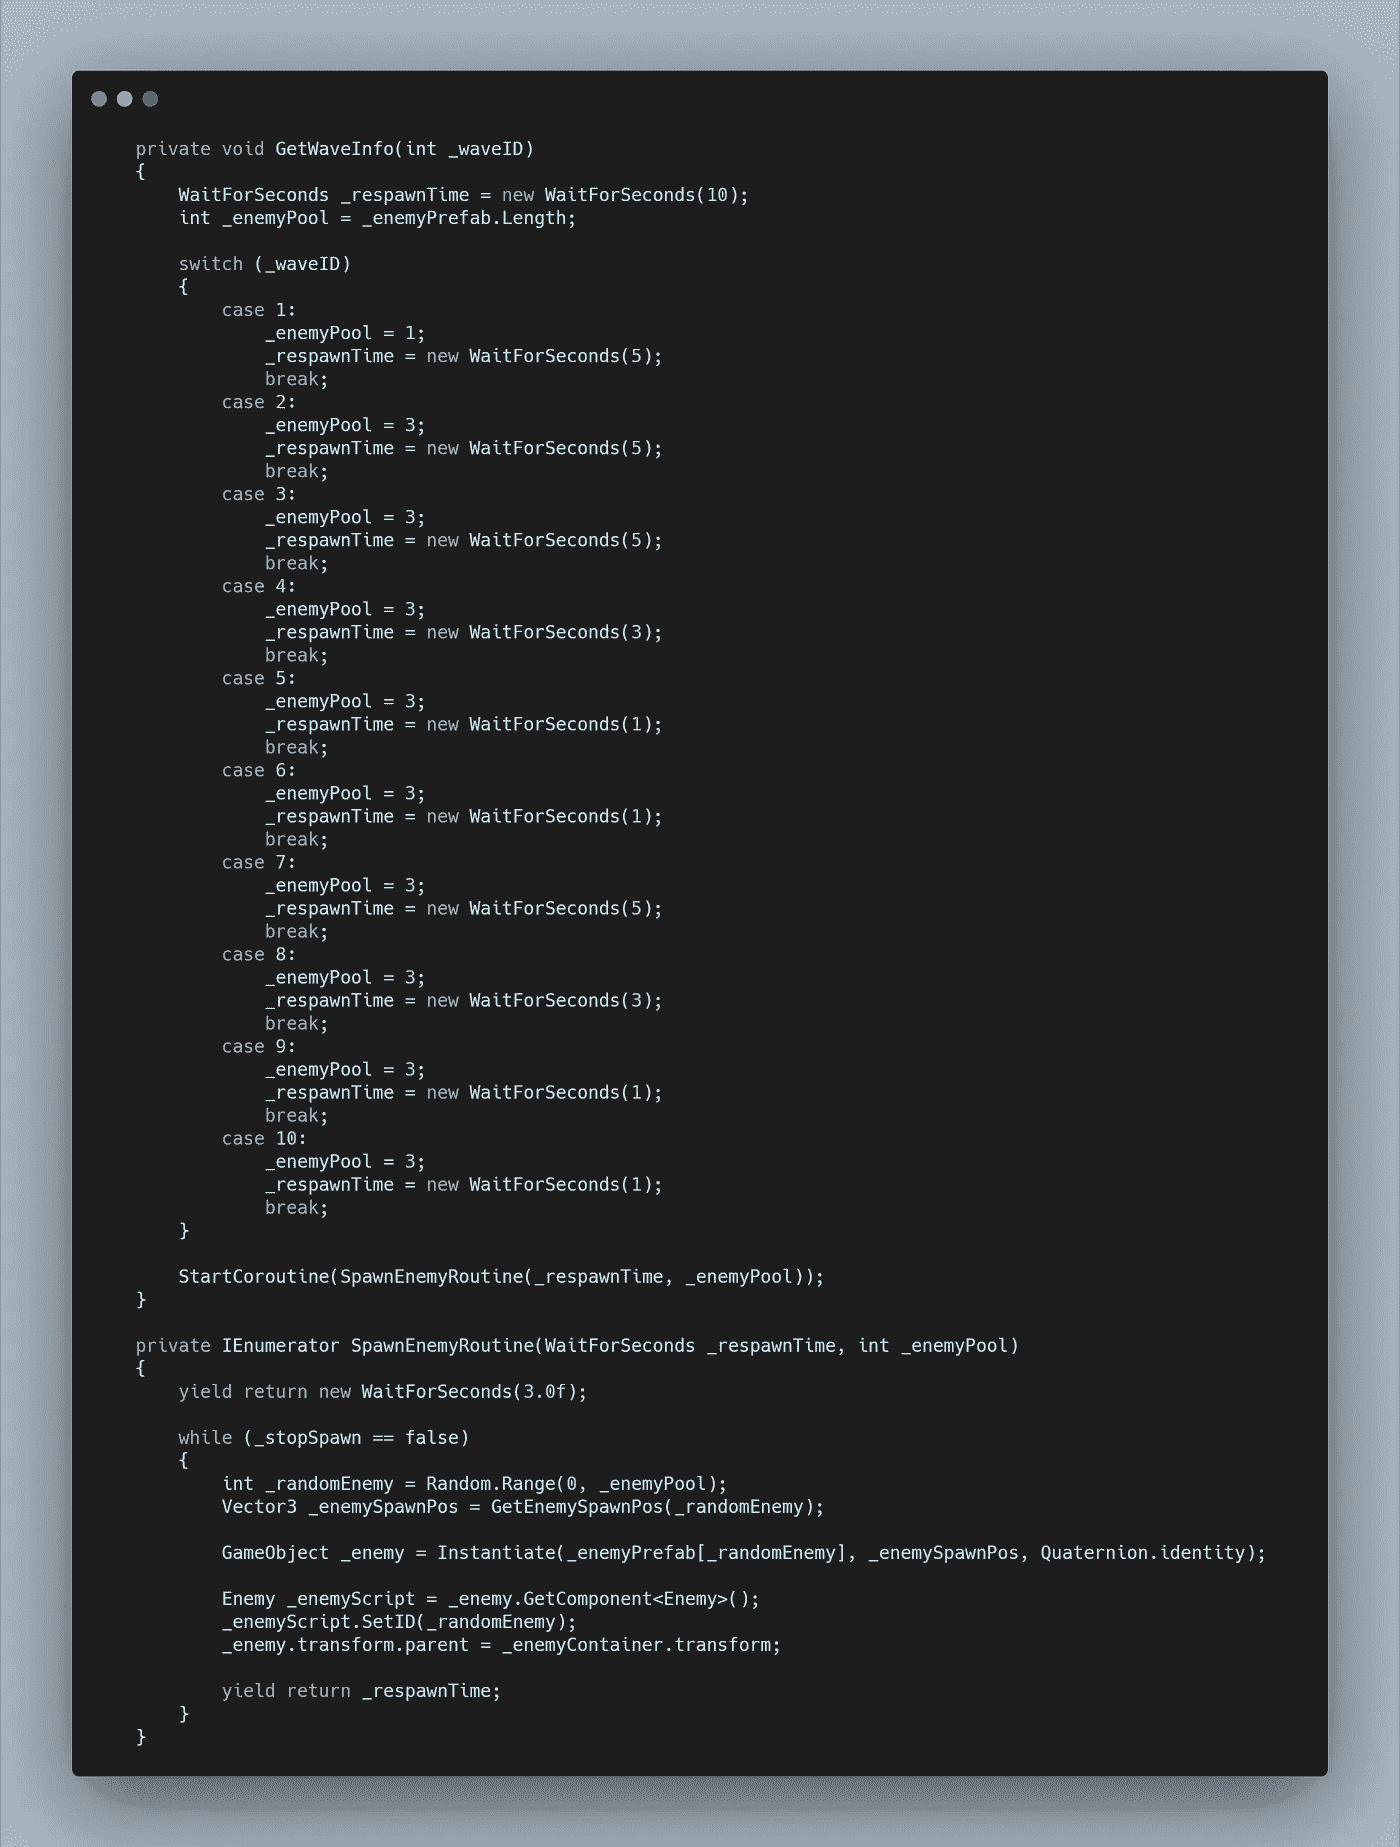 private void GetWaveInfo(int _waveID)
{
    WaitForSeconds _respawnTime = new WaitForSeconds(10);
    int _enemyPool = _enemyPrefab.Length;

    switch (_waveID)
    {
        case 1:
            _enemyPool = 1;
            _respawnTime = new WaitForSeconds(5);
            break;
        case 2:
            _enemyPool = 3;
            _respawnTime = new WaitForSeconds(5);
            break;
        case 3:
            _enemyPool = 3;
            _respawnTime = new WaitForSeconds(5);
            break;
        case 4:
            _enemyPool = 3;
            _respawnTime = new WaitForSeconds(3);
            break;
        case 5:
            _enemyPool = 3;
            _respawnTime = new WaitForSeconds(1);
            break;
        case 6:
            _enemyPool = 3;
            _respawnTime = new WaitForSeconds(1);
            break;
        case 7:
            _enemyPool = 3;
            _respawnTime = new WaitForSeconds(5);
            break;
        case 8:
            _enemyPool = 3;
            _respawnTime = new WaitForSeconds(3);
            break;
        case 9:
            _enemyPool = 3;
            _respawnTime = new WaitForSeconds(1);
            break;
        case 10:
            _enemyPool = 3;
            _respawnTime = new WaitForSeconds(1);
            break;
    }

    StartCoroutine(SpawnEnemyRoutine(_respawnTime, _enemyPool));
}

private IEnumerator SpawnEnemyRoutine(WaitForSeconds _respawnTime, int _enemyPool)
{
    yield return new WaitForSeconds(3.0f);

    while (_stopSpawn == false)
    {
        int _randomEnemy = Random.Range(0, _enemyPool);
        Vector3 _enemySpawnPos = GetEnemySpawnPos(_randomEnemy);

        GameObject _enemy = Instantiate(_enemyPrefab[_randomEnemy], _enemySpawnPos, Quaternion.identity);

        Enemy _enemyScript = _enemy.GetComponent<Enemy>();
        _enemyScript.SetID(_randomEnemy);
        _enemy.transform.parent = _enemyContainer.transform;

        yield return _respawnTime;
    }
}